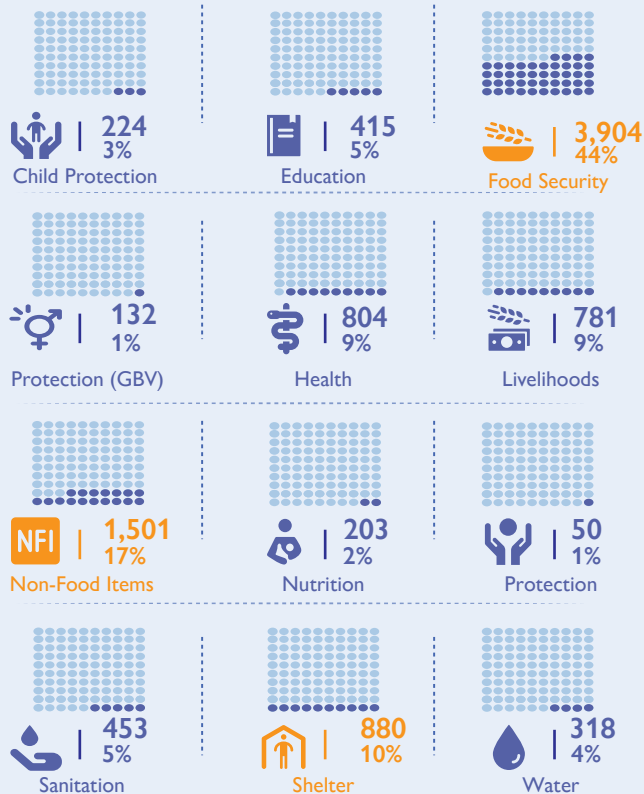 224
3%
Child Protection
415
5%
Education
3,904
44%
Food Security
132
1%
Protection (GBV)
804
9%
Health
781
9%
Livelihoods
NFI
1,501
17%
Non-Food Items
203
2%
Nutrition
50
1%
Protection
453
5%
Sanitation
880
10%
Shelter
318
4%
Water